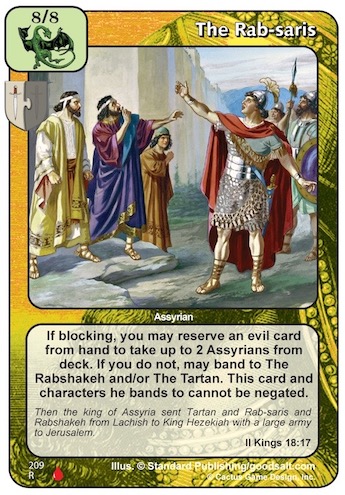 8/8
The Rab-saris
Assyrian
If blocking, you may reserve an evil card
from hand to take up to 2 Assyrians from
deck. If you do not, may band to The
Rabshakeh and/or The Tartan. This card and
characters he bands to cannot be negated.
Then the king of Assyria sent Tartan and Rab-saris and
Rabshakeh from Lachish to King Hezekiah with a large army
to Jerusalem.
II Kings 18:17
209
R
Illus. © Standard Publishing/goodsalt.com
© Cactus Game Design, Inc.